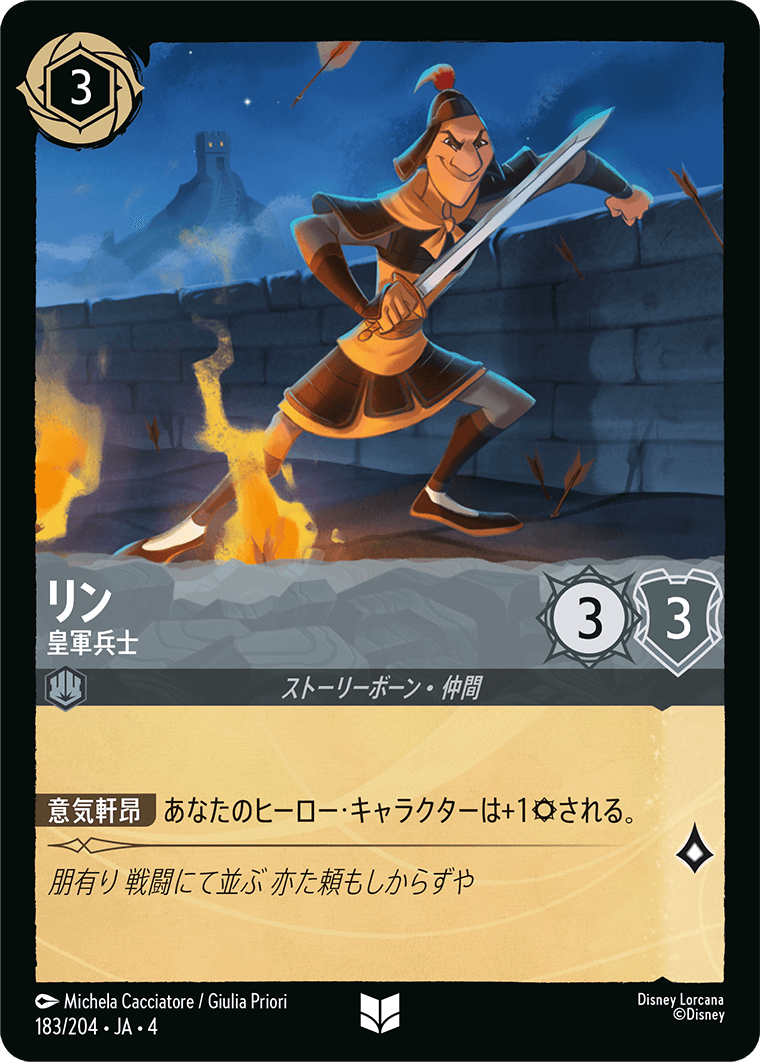 3
リン
皇軍兵士
3
3
ストーリーボーン・仲間
意気軒昂 あなたのヒーロー・キャラクターは+1される。
朋有り 戦闘にて並ぶ 亦た頼もしからずや
Michela Cacciatore / Giulia Priori
183/204・JA・4
Disney Lorcana
©Disney